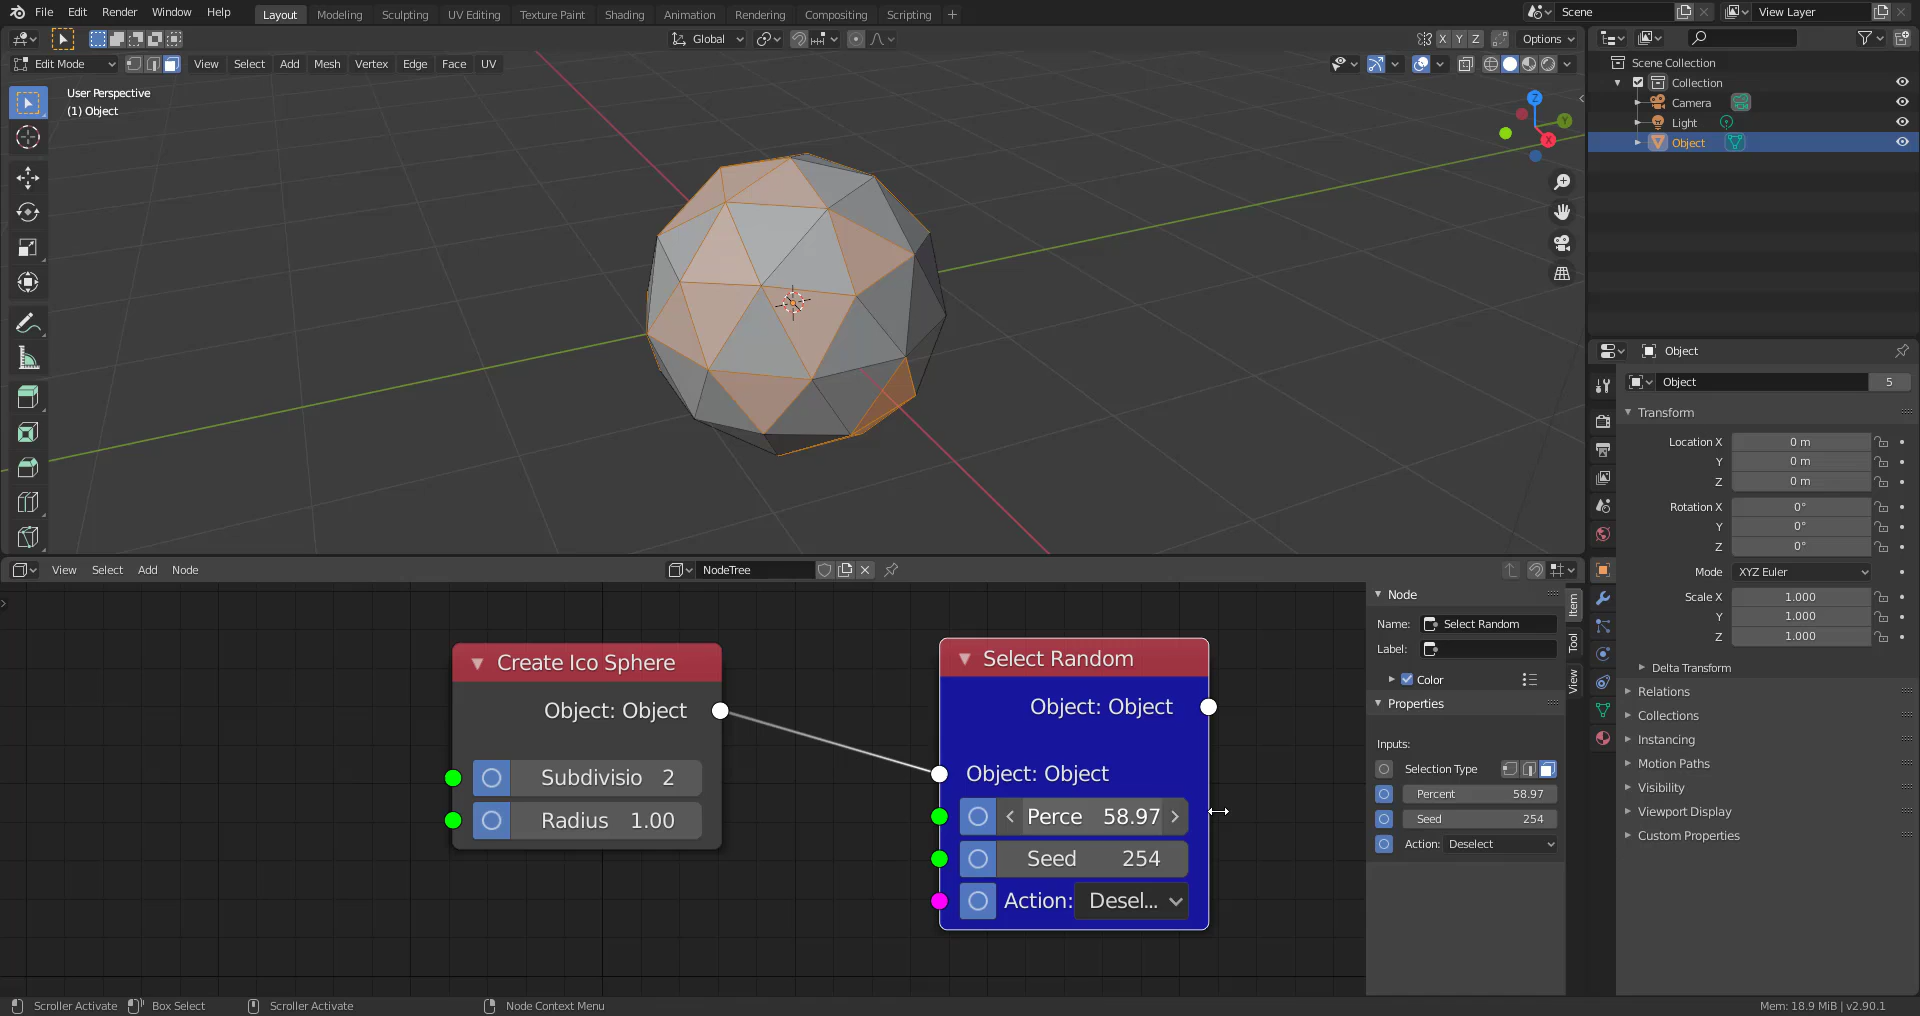 File Edit Render Window Help Layout Modeling Sculpting UV Editing Texture Paint Shading Animation Rendering Compositing Scripting + Scene View Layer
Global X Y Z Options
Edit Mode View Select Add Mesh Vertex Edge Face UV
User Perspective
(1) Object
Z
Y
X
Scene Collection
Collection
Camera
Light
Object
Object
Object 5
Transform
Location X 0 m
Y 0 m
Z 0 m
Rotation X 0°
Y 0°
Z 0°
Mode XYZ Euler
Scale X 1.000
Y 1.000
Z 1.000
Delta Transform
Relations
Collections
Instancing
Motion Paths
Visibility
Viewport Display
Custom Properties
View Select Add Node NodeTree
Create Ico Sphere
Object: Object
Subdivisio 2
Radius 1.00
Select Random
Object: Object
Object: Object
Perce 58.97
Seed 254
Action: Desel...
Node
Name: Select Random
Label:
Color
Properties
Inputs:
Selection Type
Percent 58.97
Seed 254
Action: Deselect
Item
Tool
View
Scroller Activate Box Select Scroller Activate Node Context Menu Mem: 18.9 MiB | v2.90.1